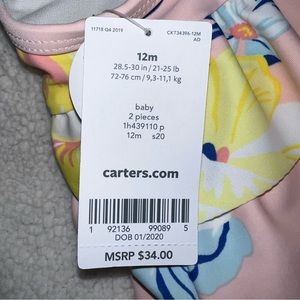 11718 Q4 2019 CKT34396-12M
AO
12m
28.5-30 in / 21-25 lb
72-76 cm / 9,3-11,1 kg
baby
2 pieces
1h439110 p
12m s20
carters.com
1 92136 99089 5
DOB 01/2020
MSRP $34.00